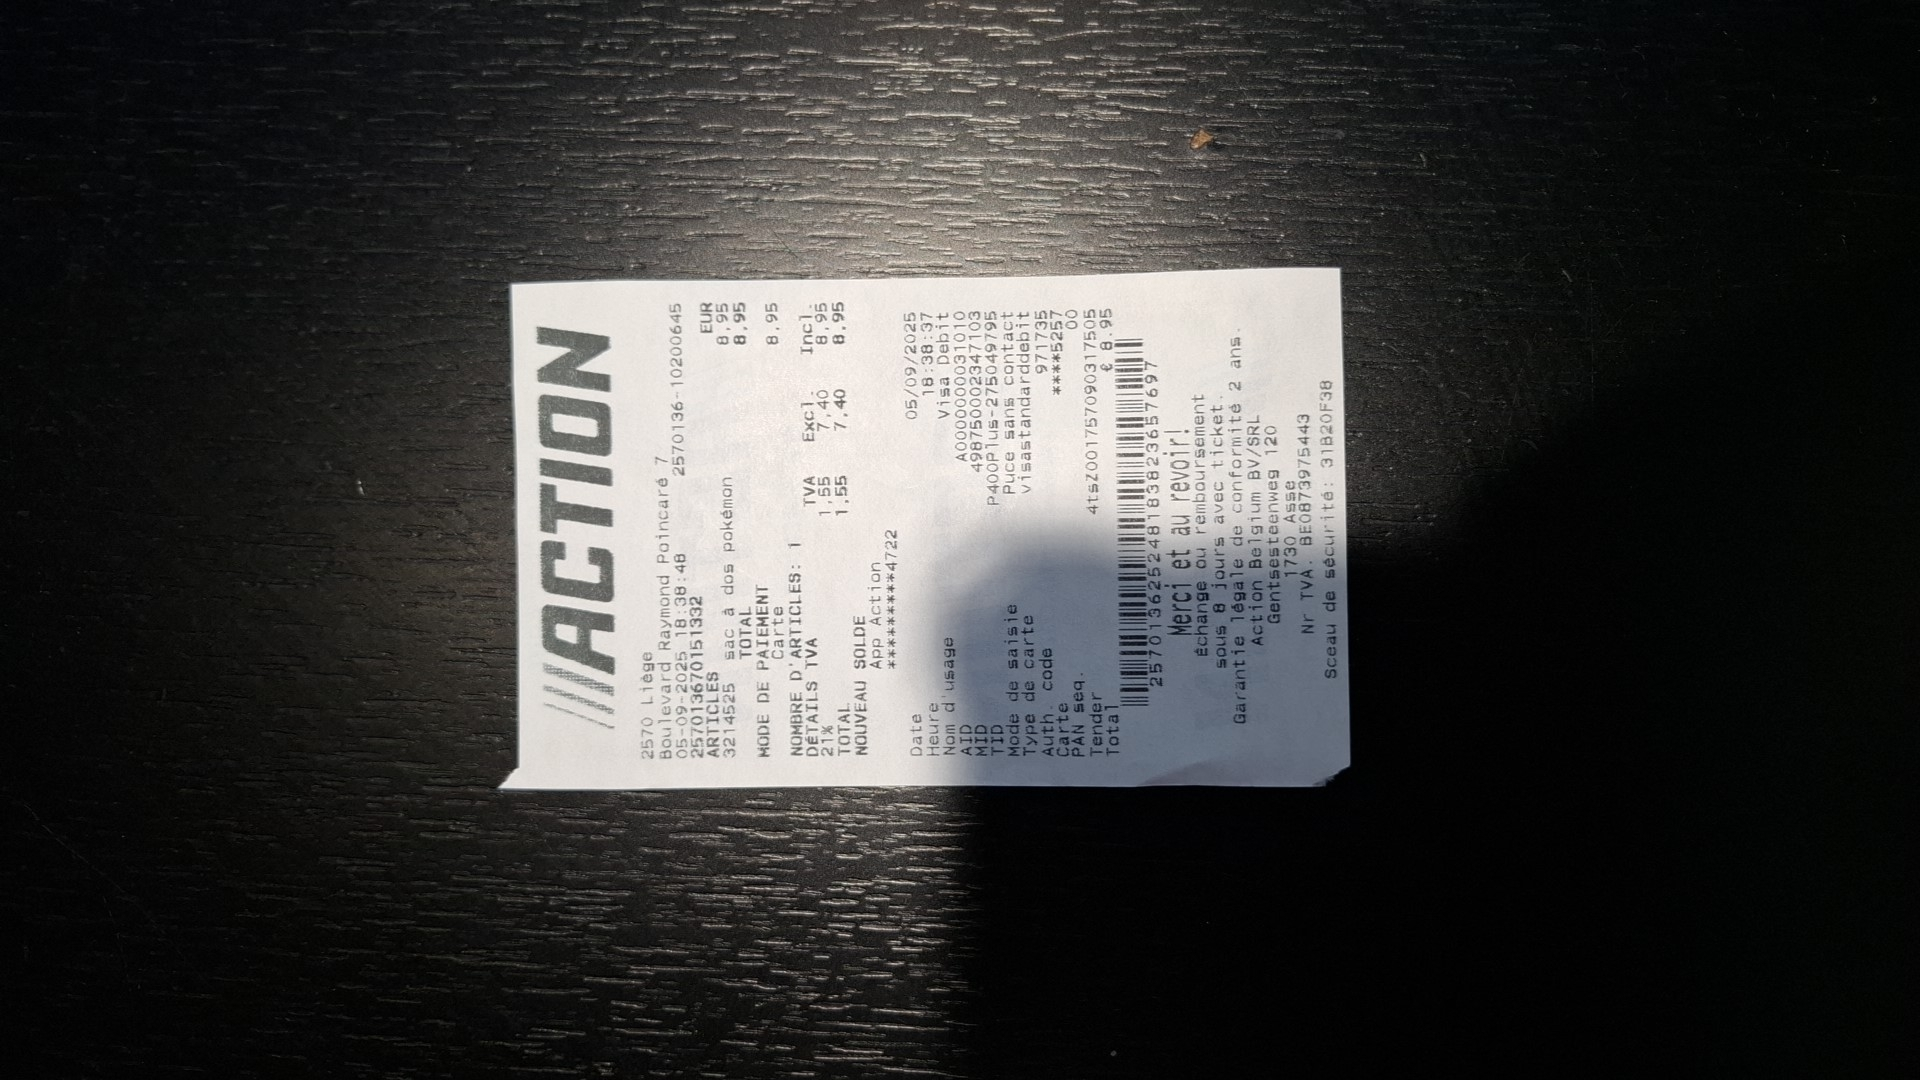 ///ACTION
2570 Liège
Boulevard Raymond Poincaré 7
05-09-2025 18:38:48 2570136-10200645
2570136701513​32
ARTICLES EUR
3214525 sac à dos pokémon 8,95
TOTAL 8,95
MODE DE PAIEMENT
Carte 8,95
NOMBRE D'ARTICLES: 1
DÉTAILS TVA TVA Excl. Incl.
21% 1,55 7,40 8,95
TOTAL 1,55 7,40 8,95
NOUVEAU SOLDE
App Action
*********4722
Date 05/09/2025
Heure 18:38:37
Nom d'usage Visa Debit
AID A0000000031010
MID 498750002347103
TID P400Plus-275049795
Mode de saisie Puce sans contact
Type de carte visastandarddebit
Auth. code 971735
Carte ****5257
PAN seq. 00
Tender 4tsZ001757090317505
Total € 8.95
2570136252481838236576​97
Merci et au revoir!
Échange ou remboursement
sous 8 jours avec ticket.
Garantie légale de conformité 2 ans.
Action Belgium BV/SRL
Gentsesteenweg 120
1730 Asse
Nr TVA. BE0873975443
Sceau de sécurité: 31B20F38